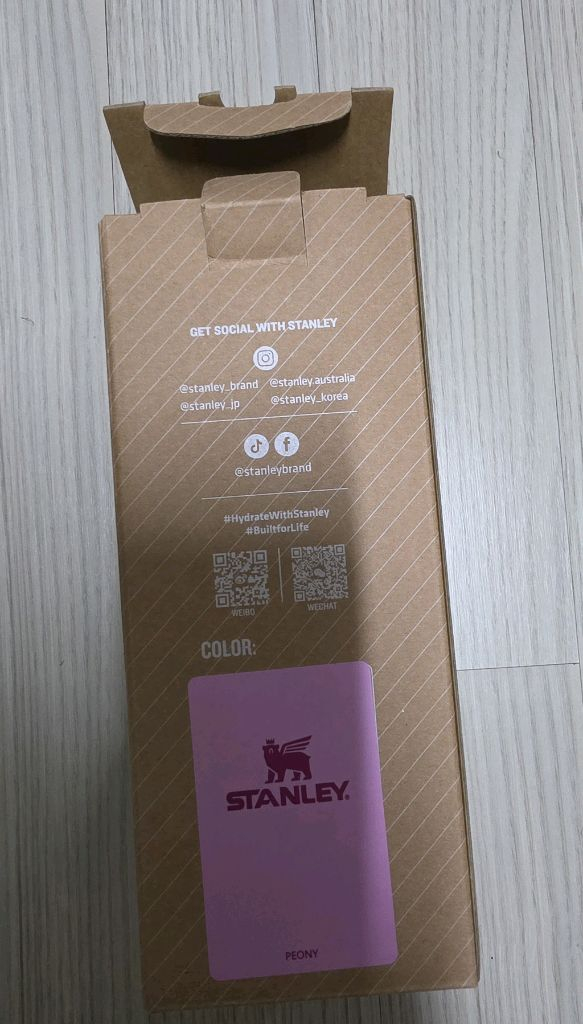 GET SOCIAL WITH STANLEY
@stanley_brand @stanley.australia
@stanley_jp @stanley_korea
@stanleybrand
#HydrateWithStanley
#BuiltforLife
WEIBO WECHAT
COLOR:
STANLEY®
PEONY